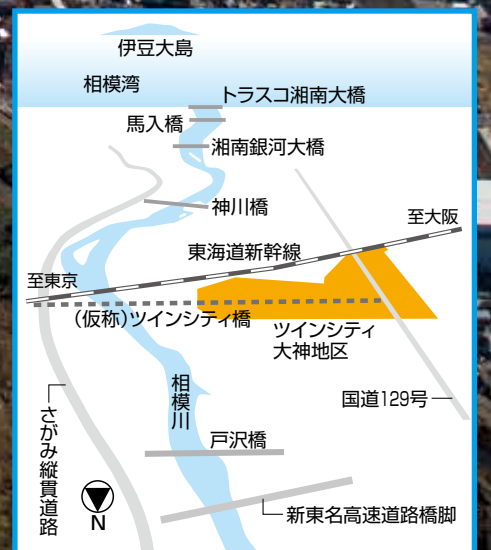 伊豆大島
相模湾
トラスコ湘南大橋
馬入橋
湘南銀河大橋
神川橋
至大阪
東海道新幹線
至東京
(仮称)ツインシティ橋
ツインシティ
大神地区
相模川
国道129号
さがみ縦貫道路
戸沢橋
新東名高速道路橋脚
N